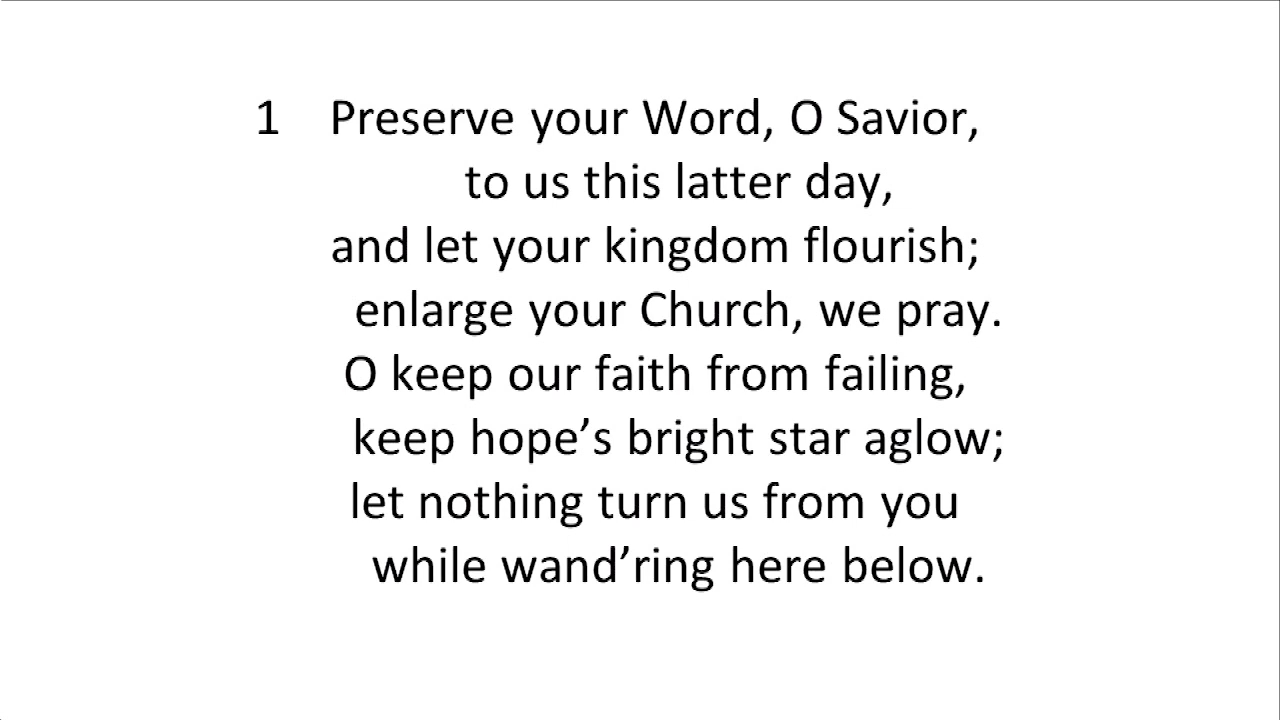 1 Preserve your Word, O Savior,
to us this latter day,
and let your kingdom flourish;
enlarge your Church, we pray.
O keep our faith from failing,
keep hope’s bright star aglow;
let nothing turn us from you
while wand’ring here below.